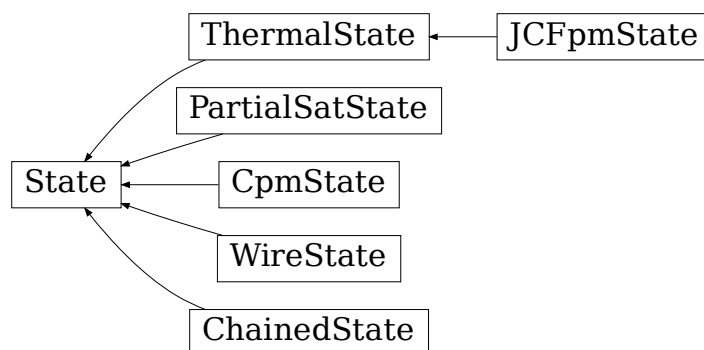 ThermalState
JCFpmState
PartialSatState
State
CpmState
WireState
ChainedState